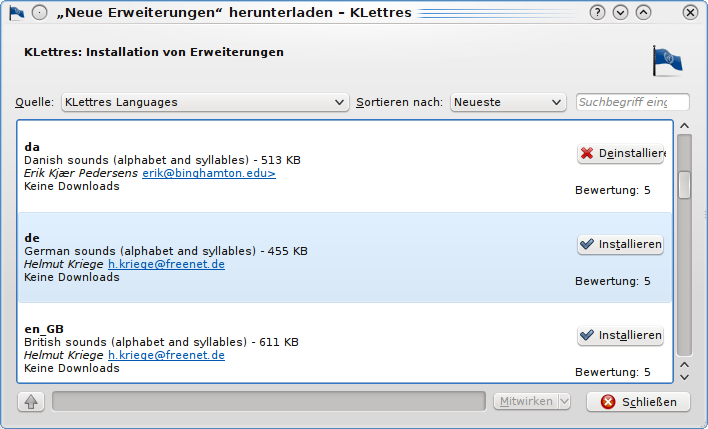 „Neue Erweiterungen“ herunterladen – KLettres
KLettres: Installation von Erweiterungen
Quelle: KLettres Languages Sortieren nach: Neueste Suchbegriff eing
da
Danish sounds (alphabet and syllables) - 513 KB
Deinstalliere
Erik Kjær Pedersens erik@binghamton.edu>
Keine Downloads
Bewertung: 5
de
German sounds (alphabet and syllables) - 455 KB
Installieren
Helmut Kriege h.kriege@freenet.de
Keine Downloads
Bewertung: 5
en_GB
British sounds (alphabet and syllables) - 611 KB
Installieren
Helmut Kriege h.kriege@freenet.de
Keine Downloads
Bewertung: 5
Mitwirken Schließen